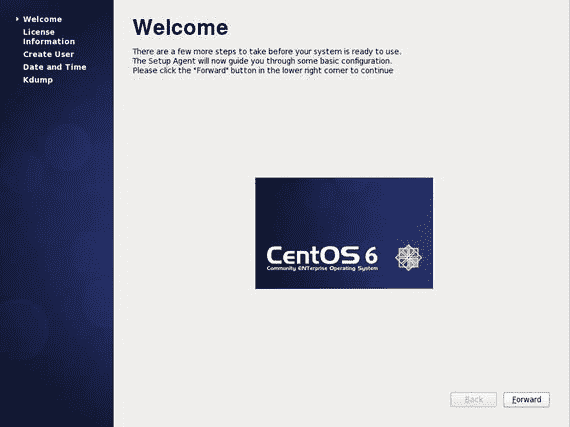 Welcome
License
Information
Create User
Date and Time
Kdump
Welcome
There are a few more steps to take before your system is ready to use.
The Setup Agent will now guide you through some basic configuration.
Please click the "Forward" button in the lower right corner to continue
CentOS 6
Community ENTerprise Operating System
Back
Forward